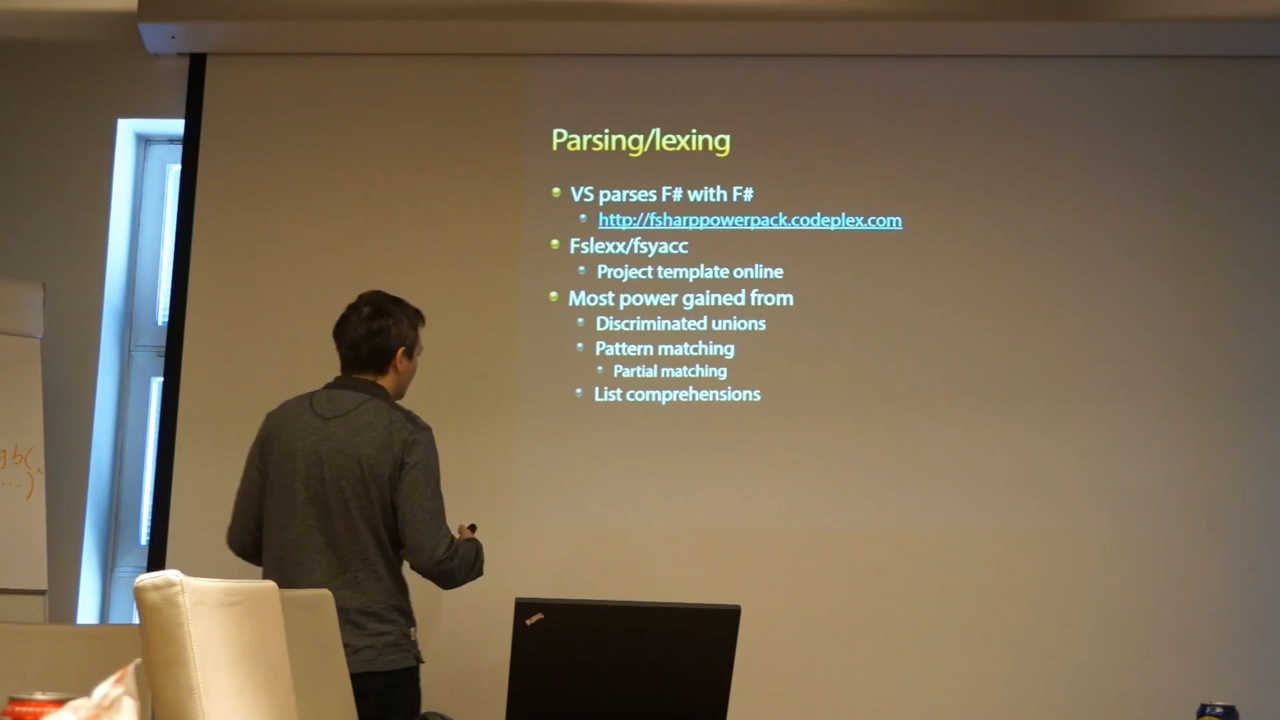 Parsing/lexing
VS parses F# with F#
http://fsharppowerpack.codeplex.com
Fslexx/fsyacc
Project template online
Most power gained from
Discriminated unions
Pattern matching
Partial matching
List comprehensions
gb(
...)